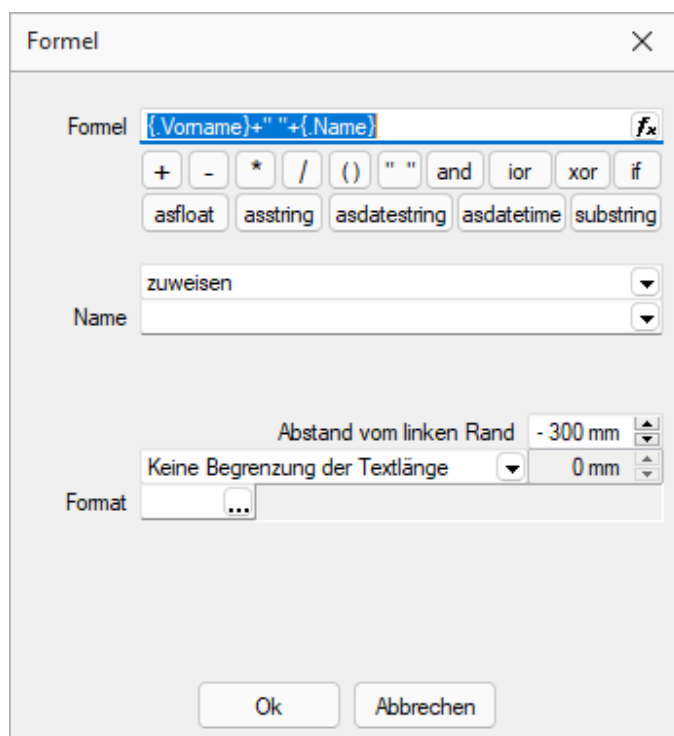 Formel
Formel {.Vorname}+" "+{.Name} fx
+ - * / () " " and ior xor if
asfloat asstring asdatestring asdatetime substring
zuweisen
Name
Abstand vom linken Rand - 300 mm
Keine Begrenzung der Textlänge 0 mm
Format ...
Ok Abbrechen